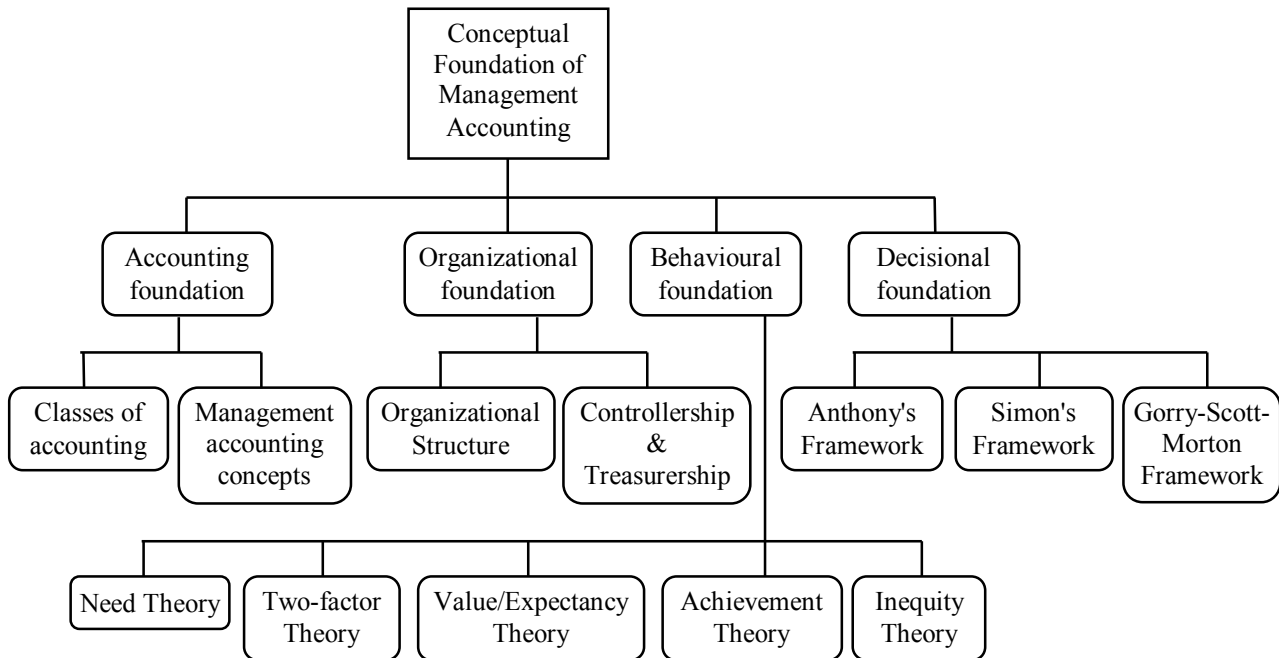 Conceptual
Foundation of
Management
Accounting
Accounting
foundation
Organizational
foundation
Behavioural
foundation
Decisional
foundation
Classes of
accounting
Management
accounting
concepts
Organizational
Structure
Controllership
&
Treasurership
Anthony's
Framework
Simon's
Framework
Gorry-Scott-
Morton
Framework
Need Theory
Two-factor
Theory
Value/Expectancy
Theory
Achievement
Theory
Inequity
Theory